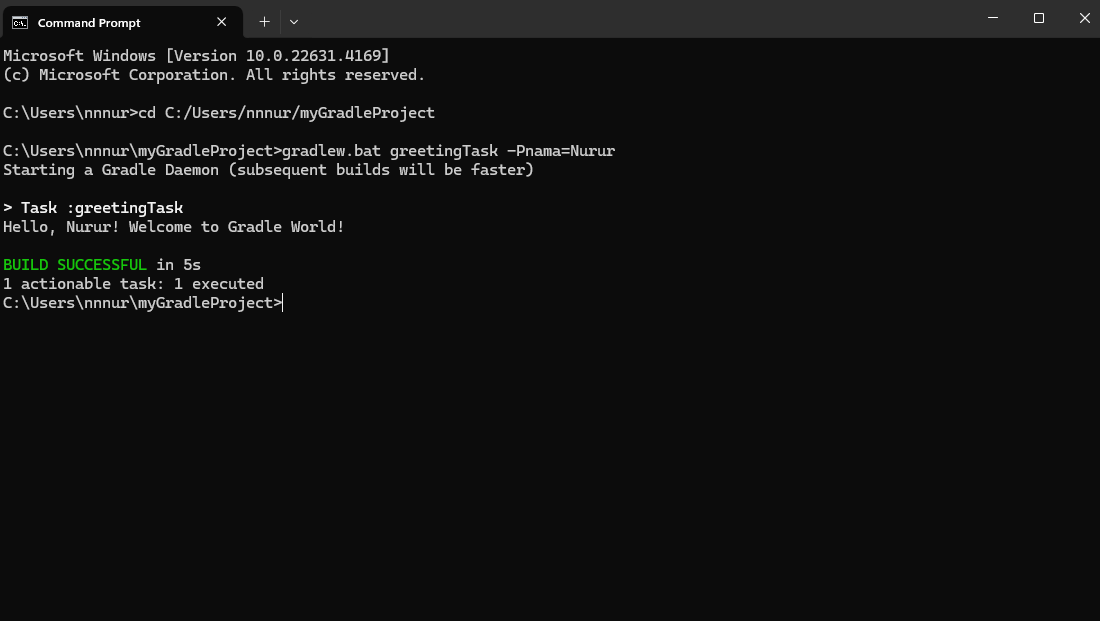 Command Prompt
Microsoft Windows [Version 10.0.22631.4169]
(c) Microsoft Corporation. All rights reserved.
C:\Users\nnnur>cd C:/Users/nnnur/myGradleProject
C:\Users\nnnur\myGradleProject>gradlew.bat greetingTask -Pnama=Nurur
Starting a Gradle Daemon (subsequent builds will be faster)
> Task :greetingTask
Hello, Nurur! Welcome to Gradle World!
BUILD SUCCESSFUL in 5s
1 actionable task: 1 executed
C:\Users\nnnur\myGradleProject>